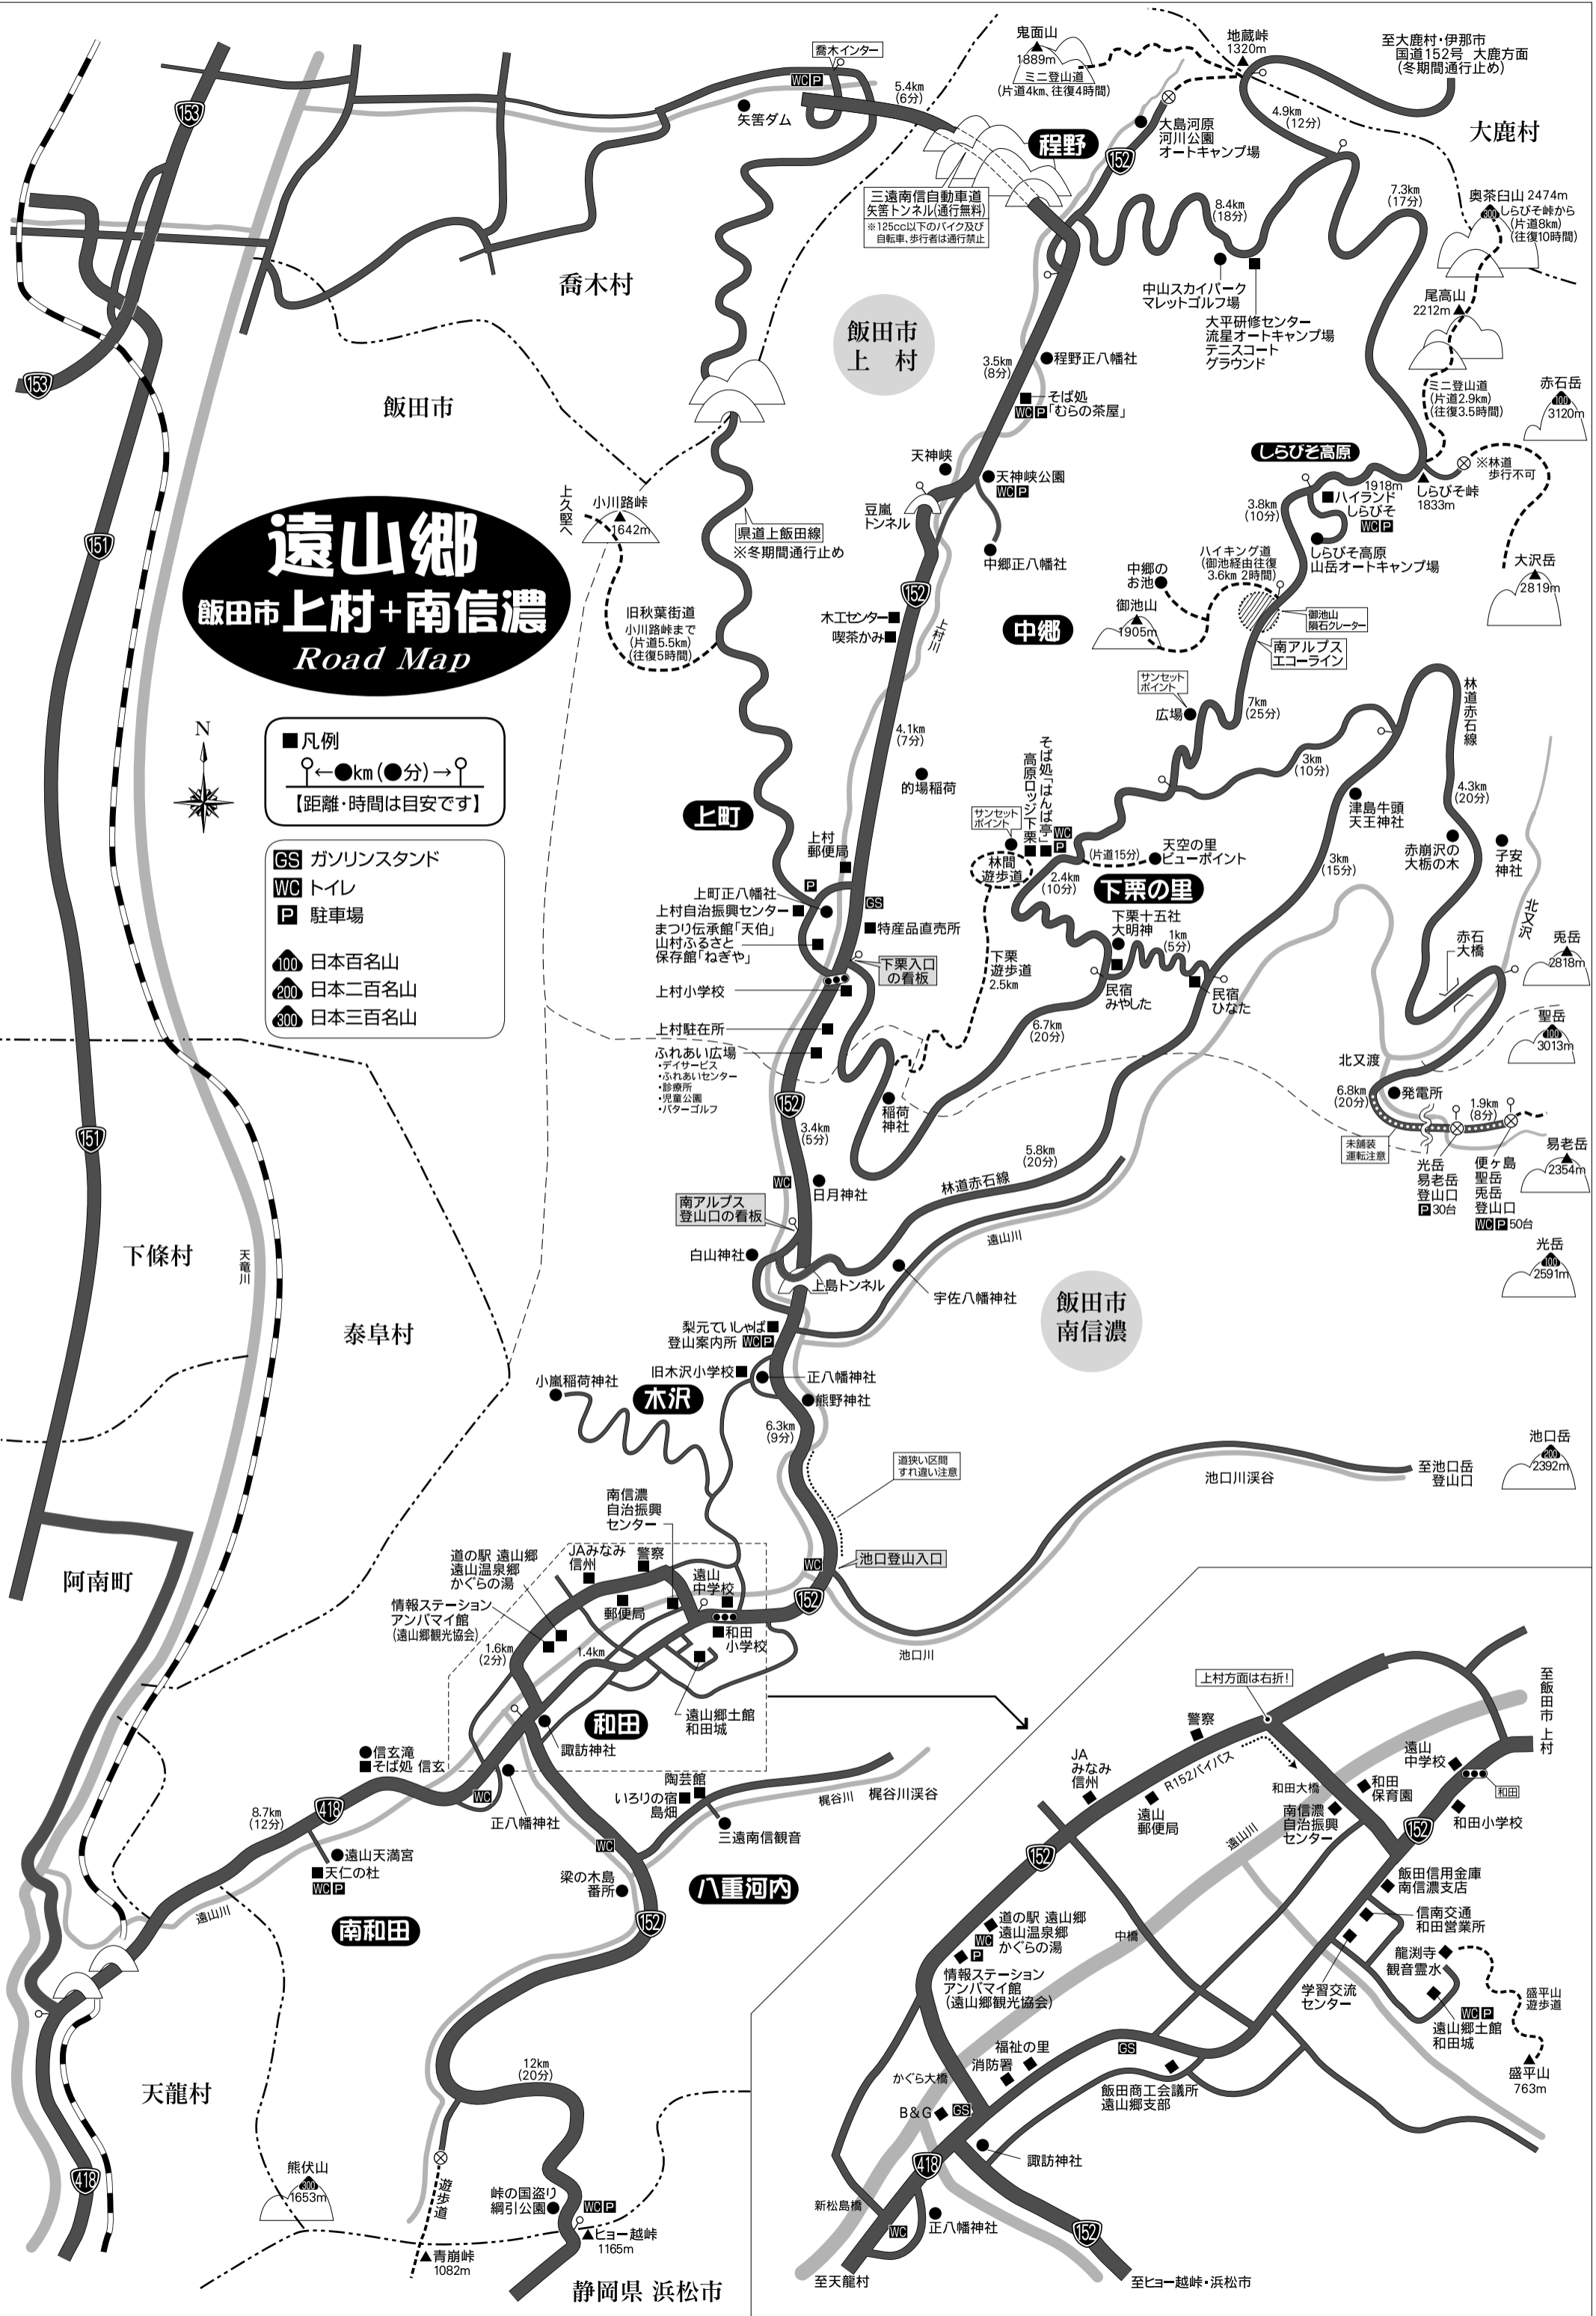 遠山郷
飯田市 上村+南信濃
Road Map
N
■凡例
←●km(●分)→
【距離・時間は目安です】
GS ガソリンスタンド
WC トイレ
P 駐車場
100 日本百名山
200 日本二百名山
300 日本三百名山
153
153
151
151
喬木インター
WC P
矢筈ダム
5.4km
(6分)
鬼面山
1889m
ミニ登山道
(片道4km、往復4時間)
地蔵峠
1320m
至大鹿村・伊那市
国道152号 大鹿方面
(冬期間通行止め)
大鹿村
4.9km
(12分)
大島河原
河川公園
オートキャンプ場
程野
152
三遠南信自動車道
矢筈トンネル(通行無料)
※125cc以下のバイク及び
自転車、歩行者は通行禁止
8.4km
(18分)
7.3km
(17分)
奥茶臼山 2474m
300
しらびそ峠から
(片道8km)
(往復10時間)
中山スカイパーク
マレットゴルフ場
大平研修センター
流星オートキャンプ場
テニスコート
グラウンド
尾高山
2212m
ミニ登山道
(片道2.9km)
(往復3.5時間)
赤石岳
100
3120m
喬木村
飯田市
飯田市
上 村
3.5km
(8分)
程野正八幡社
そば処
WC P「むらの茶屋」
天神峡
天神峡公園
WC P
豆嵐
トンネル
中郷正八幡社
しらびそ高原
※林道
歩行不可
1918m
ハイランド
しらびそ
WC P
しらびそ峠
1833m
3.8km
(10分)
しらびそ高原
山岳オートキャンプ場
大沢岳
2819m
上久堅へ
小川路峠
1642m
県道上飯田線
※冬期間通行止め
旧秋葉街道
小川路峠まで
(片道5.5km)
(往復5時間)
152
上村川
木工センター
喫茶かみ
中郷
中郷の
お池
ハイキング道
(御池経由往復
3.6km 2時間)
御池山
1905m
御池山
隕石クレーター
南アルプス
エコーライン
サンセット
ポイント
広場
7km
(25分)
林道赤石線
4.1km
(7分)
的場稲荷
そば処「はんば亭」
高原ロッジ下栗
WC
P
サンセット
ポイント
林間
遊歩道
(片道15分)
天空の里
ビューポイント
3km
(10分)
津島牛頭
天王神社
4.3km
(20分)
赤崩沢の
大栃の木
子安
神社
3km
(15分)
上町
上村
郵便局
P
上町正八幡社
上村自治振興センター
まつり伝承館「天伯」
山村ふるさと
保存館「ねぎや」
GS
特産品直売所
下栗入口
の看板
上村小学校
上村駐在所
ふれあい広場
・デイサービス
・ふれあいセンター
・診療所
・児童公園
・パターゴルフ
2.4km
(10分)
下栗の里
下栗十五社
大明神
1km
(5分)
下栗
遊歩道
2.5km
民宿
みやした
民宿
ひなた
6.7km
(20分)
北又沢
赤石
大橋
兎岳
2818m
聖岳
100
3013m
北又渡
6.8km
(20分)
発電所
1.9km
(8分)
未舗装
運転注意
光岳
易老岳
登山口
P 30台
便ヶ島
聖岳
兎岳
登山口
WC P 50台
易老岳
2354m
光岳
100
2591m
152
3.4km
(5分)
稲荷
神社
WC
日月神社
南アルプス
登山口の看板
5.8km
(20分)
林道赤石線
遠山川
白山神社
上島トンネル
宇佐八幡神社
飯田市
南信濃
下條村
天竜川
泰阜村
梨元ていしゃば
登山案内所 WC P
旧木沢小学校
正八幡神社
小嵐稲荷神社
木沢
熊野神社
6.3km
(9分)
道狭い区間
すれ違い注意
池口岳
200
2392m
至池口岳
登山口
池口川渓谷
WC
池口登山入口
152
池口川
南信濃
自治振興
センター
道の駅 遠山郷
遠山温泉郷
かぐらの湯
JAみなみ
信州
警察
遠山
中学校
情報ステーション
アンバマイ館
(遠山郷観光協会)
郵便局
和田
小学校
1.6km
(2分)
1.4km
遠山郷土館
和田城
和田
諏訪神社
阿南町
信玄滝
そば処 信玄
8.7km
(12分)
418
WC
正八幡神社
遠山天満宮
天仁の杜
WC P
遠山川
南和田
陶芸館
いろりの宿
島畑
WC
梶谷川
梶谷川渓谷
三遠南信観音
梁の木島
番所
八重河内
152
天龍村
12km
(20分)
418
熊伏山
300
1653m
遊歩道
峠の国盗り
綱引公園
WC P
ヒョー越峠
1165m
青崩峠
1082m
静岡県 浜松市
上村方面は右折!
至飯田市 上村
警察
JA
みなみ
信州
R152バイパス
遠山
郵便局
和田大橋
遠山
中学校
和田
和田
保育園
南信濃
自治振興
センター
152
和田小学校
遠山川
152
飯田信用金庫
南信濃支店
信南交通
和田営業所
道の駅 遠山郷
遠山温泉郷
かぐらの湯
WC
P
中橋
情報ステーション
アンバマイ館
(遠山郷観光協会)
龍渕寺
観音霊水
学習交流
センター
盛平山
遊歩道
WC P
遠山郷土館
和田城
盛平山
763m
福祉の里
消防署
GS
かぐら大橋
飯田商工会議所
遠山郷支部
B&G
GS
418
諏訪神社
新松島橋
WC
正八幡神社
152
至天龍村
至ヒョー越峠・浜松市